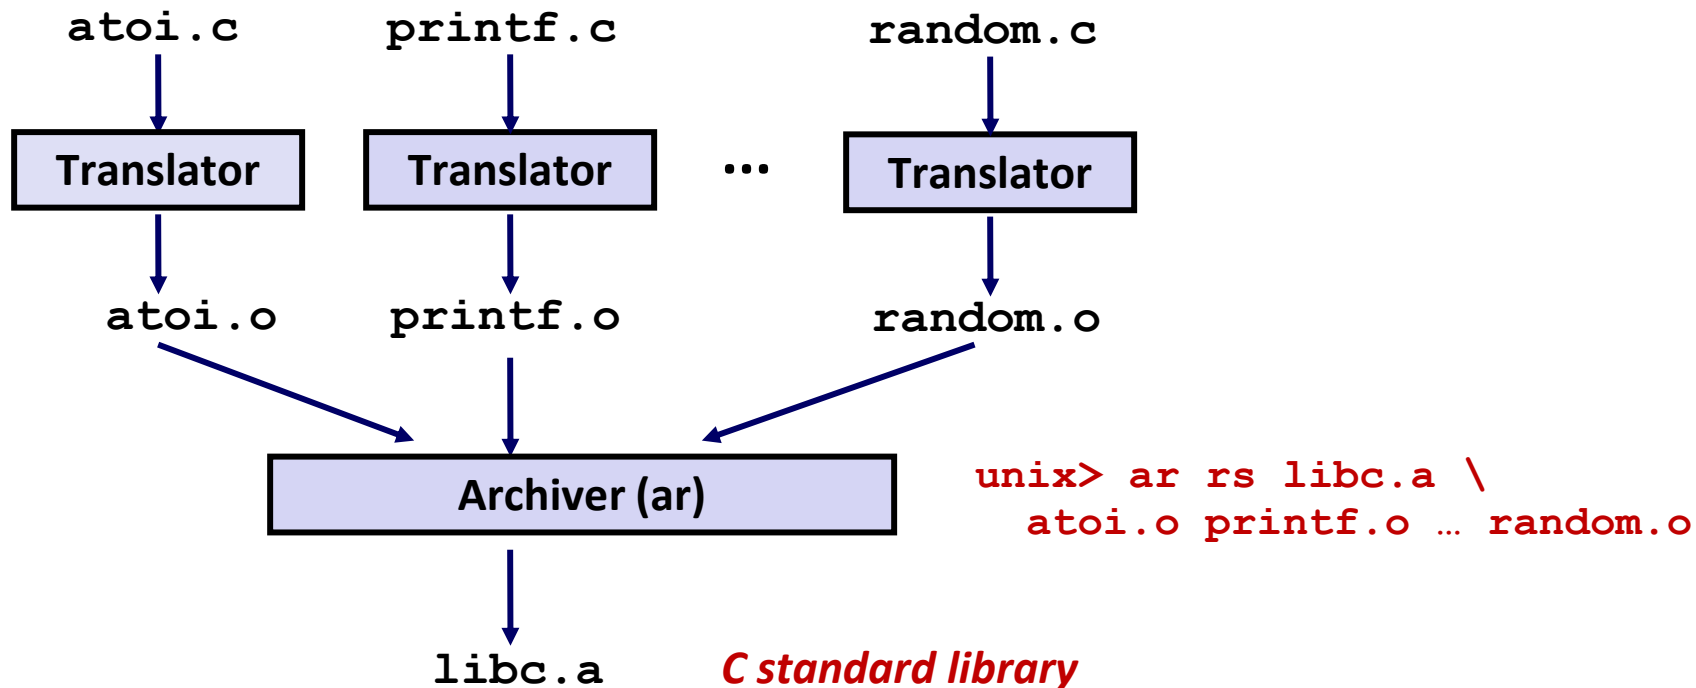 atoi.c printf.c random.c
Translator Translator ... Translator
atoi.o printf.o random.o
Archiver (ar)
unix> ar rs libc.a \
atoi.o printf.o … random.o
libc.a C standard library